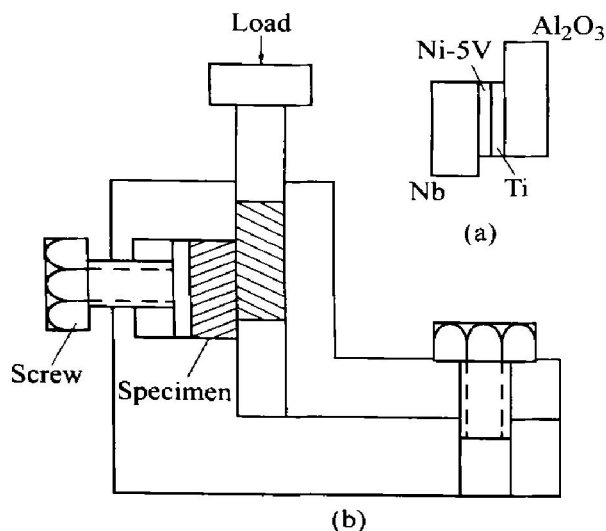 Load
Al₂O₃
Ni-5V
Nb
Ti
(a)
Screw
Specimen
(b)